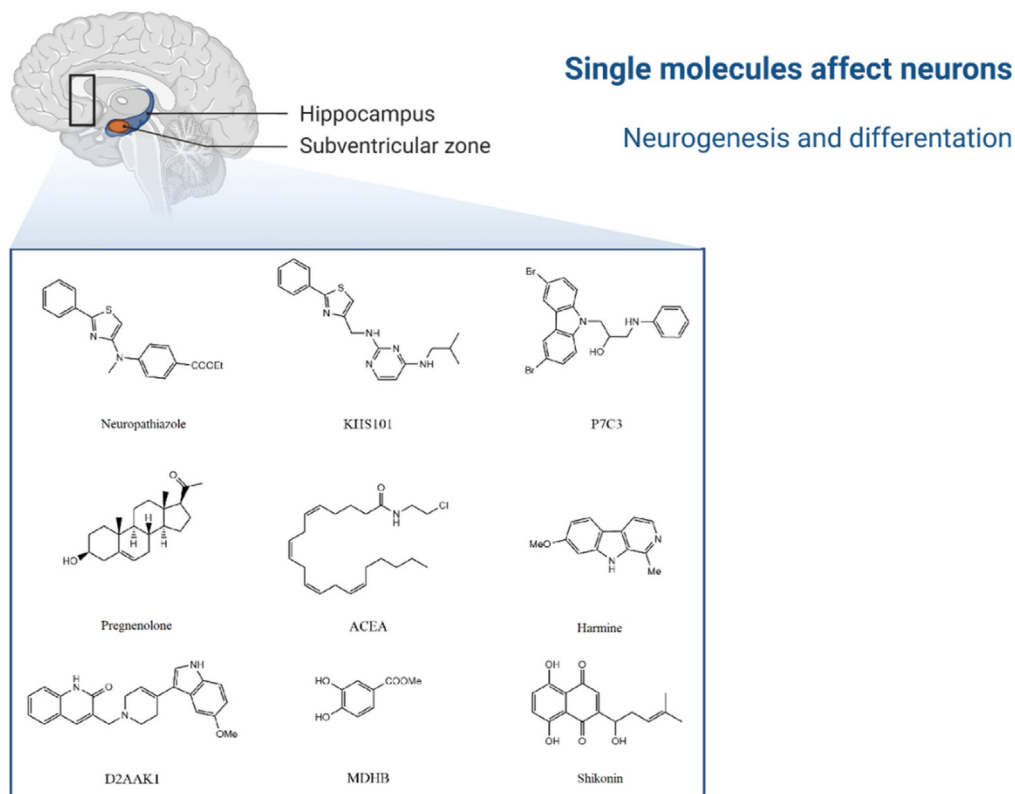 Single molecules affect neurons
Hippocampus
Subventricular zone
Neurogenesis and differentation
S
N
N
COOEt
Neuropathiazole
S
N
NH
N
N
NH
KHS101
Br
N
HN
HO
Br
P7C3
O
H
H
H
HO
Pregnenolone
O
N
H
Cl
ACEA
MeO
N
H
N
Me
Harmine
H
N
O
N
NH
OMe
D2AAK1
HO
HO
COOMe
MDHB
OH
O
OH
O
OH
Shikonin